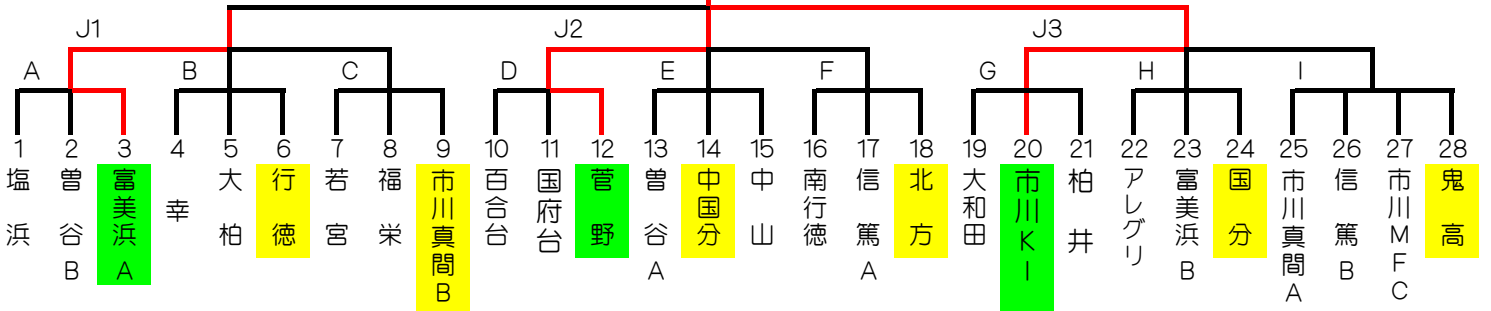 J1 J2 J3
A B C D E F G H I
1 2 3 4 5 6 7 8 9 10 11 12 13 14 15 16 17 18 19 20 21 22 23 24 25 26 27 28
塩浜
曽谷B
富美浜A
幸
大柏
行徳
若宮
福栄
市川真間B
百合台
国府台
菅野
曽谷A
中国分
中山
南行徳
信篤A
北方
大和田
市川KI
柏井
アレグリ
富美浜B
国分
市川真間A
信篤B
市川MFC
鬼高